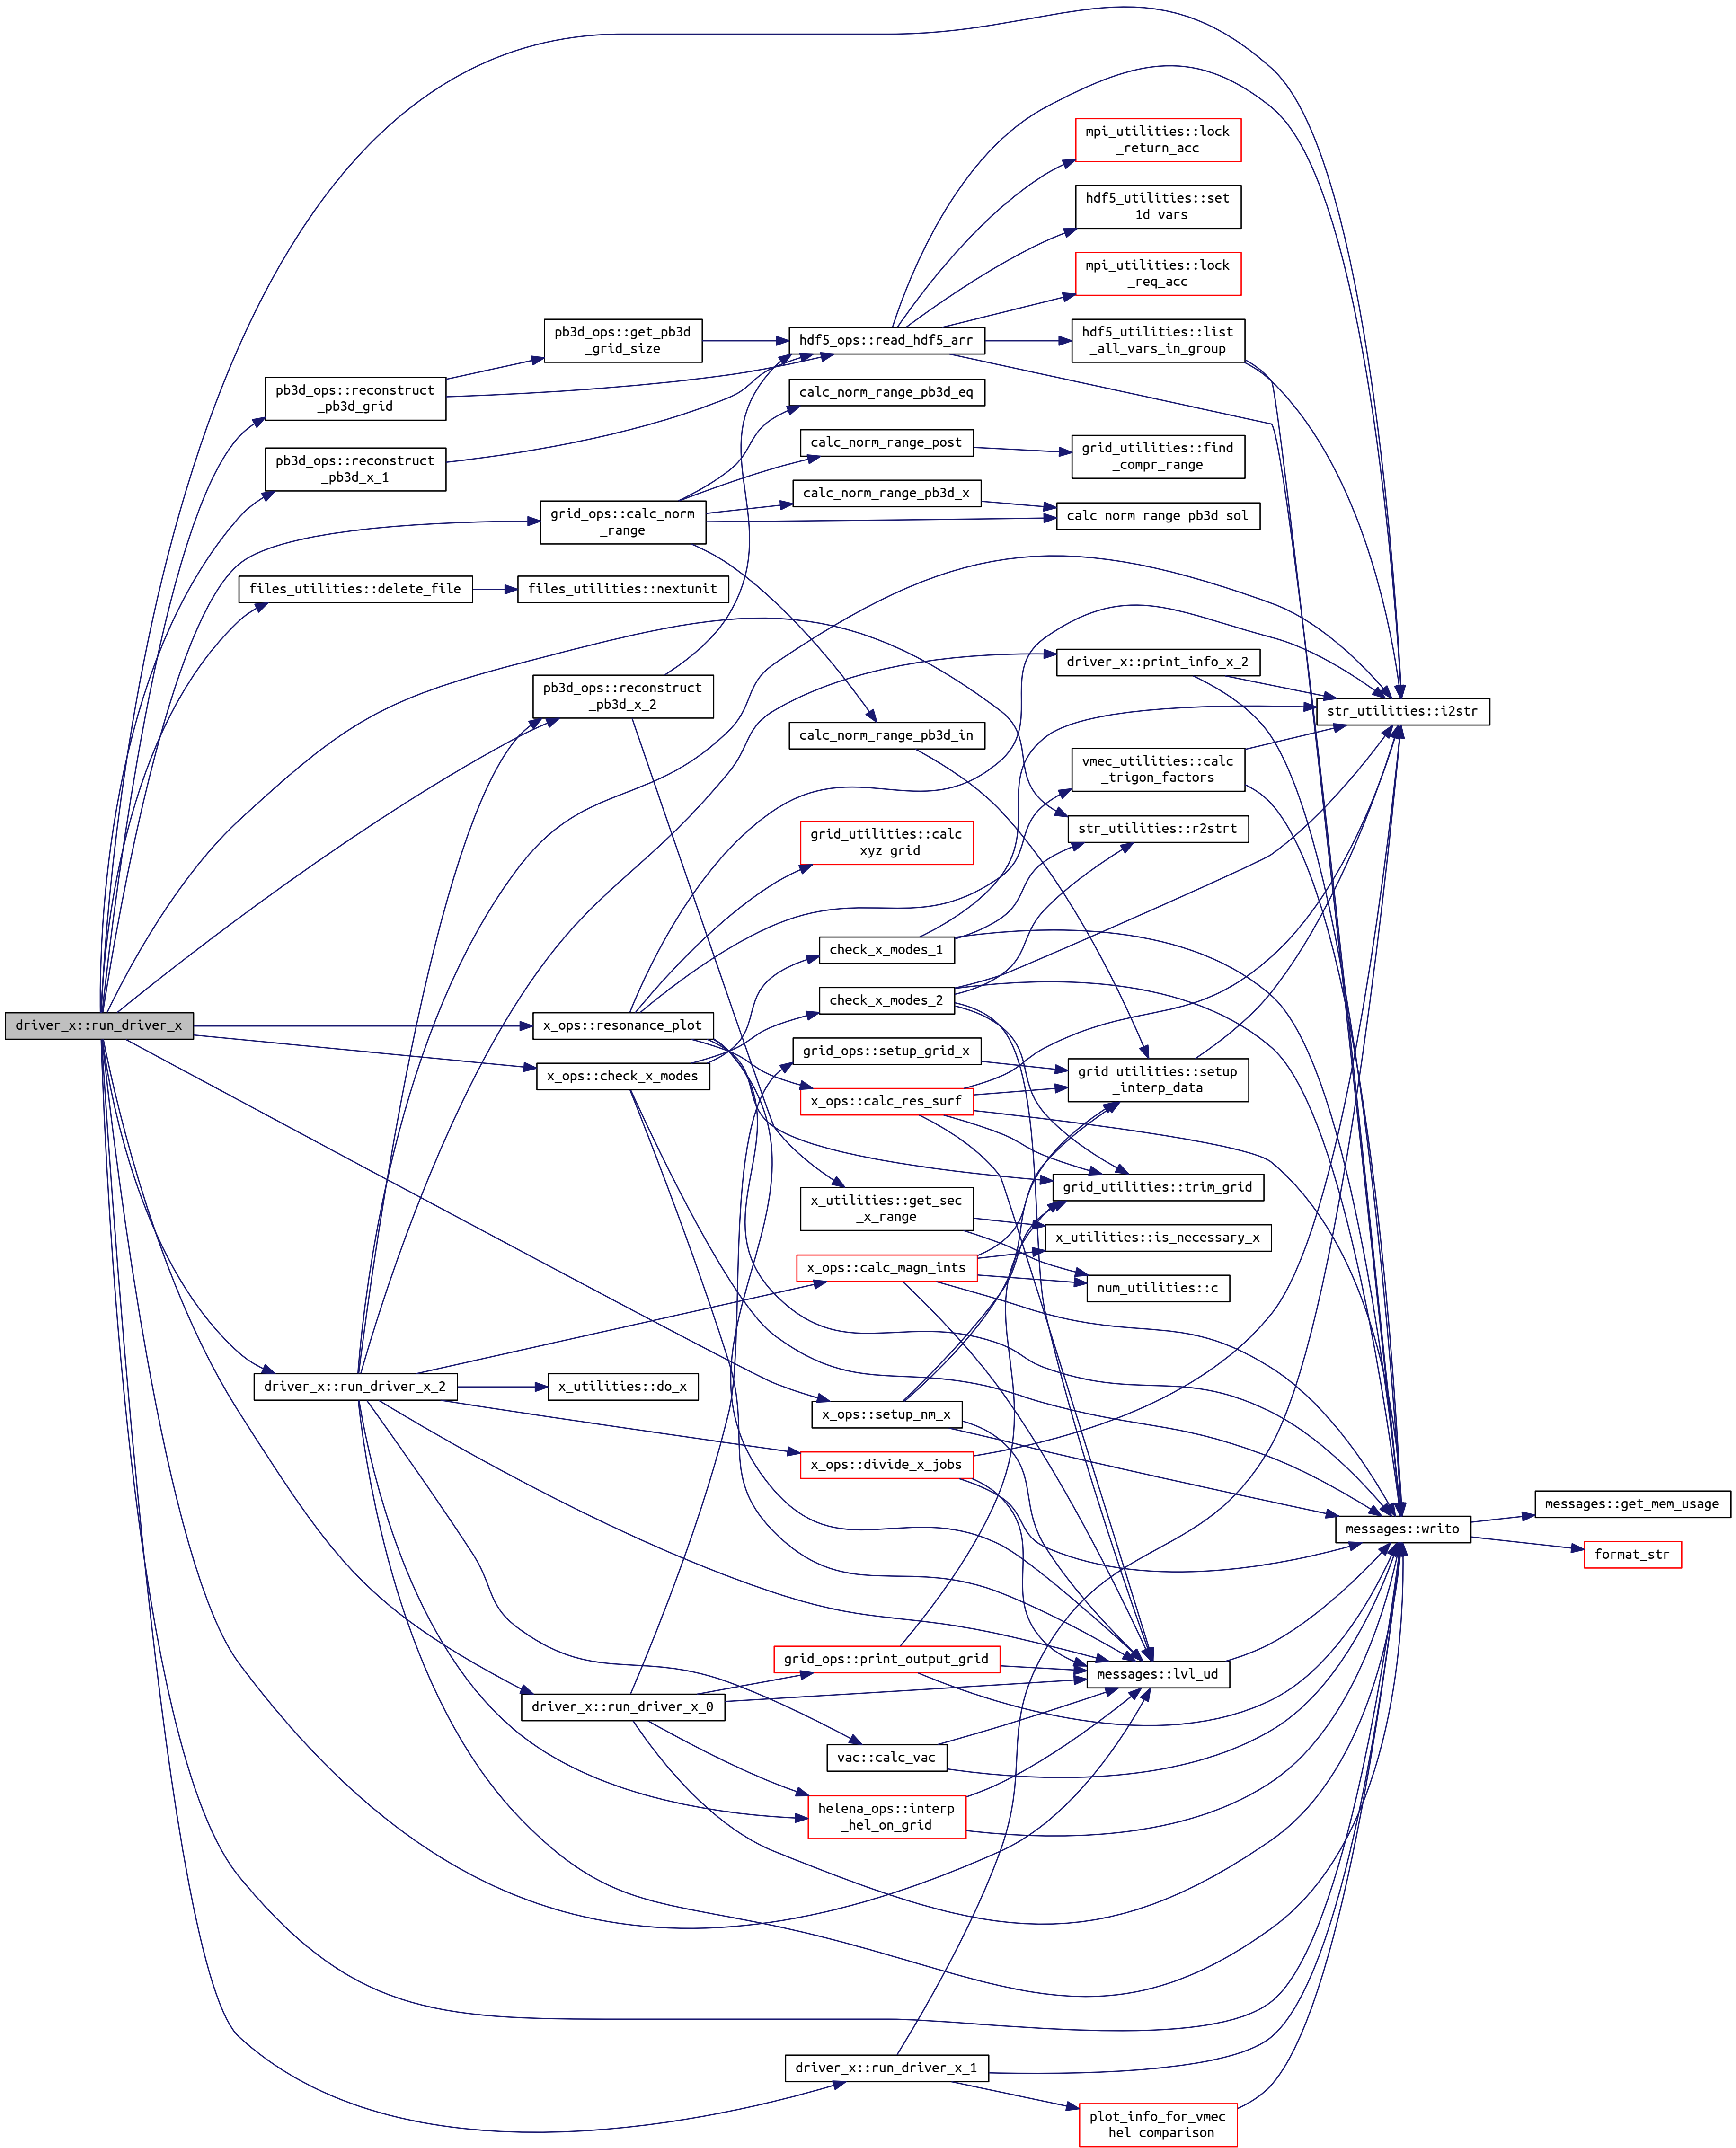 mpi_utilities::lock
_return_acc
hdf5_utilities::set
_1d_vars
mpi_utilities::lock
_req_acc
pb3d_ops::get_pb3d
_grid_size
hdf5_ops::read_hdf5_arr
hdf5_utilities::list
_all_vars_in_group
pb3d_ops::reconstruct
_pb3d_grid
calc_norm_range_pb3d_eq
calc_norm_range_post
grid_utilities::find
_compr_range
pb3d_ops::reconstruct
_pb3d_x_1
calc_norm_range_pb3d_x
grid_ops::calc_norm
_range
calc_norm_range_pb3d_sol
files_utilities::delete_file
files_utilities::nextunit
driver_x::print_info_x_2
pb3d_ops::reconstruct
_pb3d_x_2
str_utilities::i2str
calc_norm_range_pb3d_in
vmec_utilities::calc
_trigon_factors
str_utilities::r2strt
grid_utilities::calc
_xyz_grid
check_x_modes_1
check_x_modes_2
driver_x::run_driver_x
x_ops::resonance_plot
grid_ops::setup_grid_x
x_ops::check_x_modes
grid_utilities::setup
_interp_data
x_ops::calc_res_surf
grid_utilities::trim_grid
x_utilities::get_sec
_x_range
x_utilities::is_necessary_x
x_ops::calc_magn_ints
num_utilities::c
driver_x::run_driver_x_2
x_utilities::do_x
x_ops::setup_nm_x
x_ops::divide_x_jobs
messages::get_mem_usage
messages::writo
format_str
grid_ops::print_output_grid
messages::lvl_ud
driver_x::run_driver_x_0
vac::calc_vac
helena_ops::interp
_hel_on_grid
driver_x::run_driver_x_1
plot_info_for_vmec
_hel_comparison